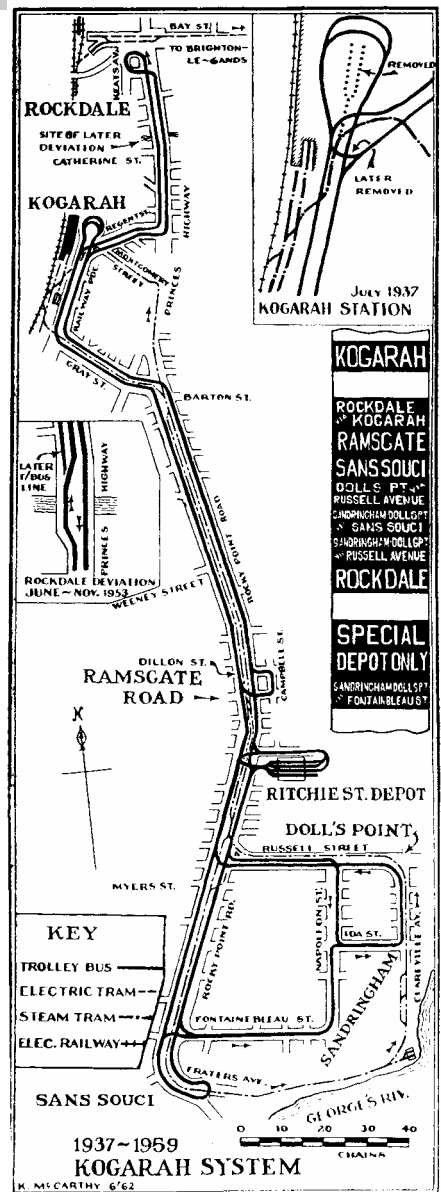 BAY ST.
TO BRIGHTON-
LE-SANDS
KEATS AV.
ROCKDALE
SITE OF LATER
DEVIATION
CATHERINE ST.
KOGARAH
REGENT ST.
HIGHWAY
PRINCES
MONTGOMERY
STREET
RAILWAY PDE.
GRAY ST.
BARTON ST.
REMOVED
LATER
REMOVED
JULY 1937
KOGARAH STATION
LATER
T/BUS
LINE
PRINCES HIGHWAY
ROCKDALE DEVIATION
JUNE~NOV. 1953
WEENEY STREET
ROCKY POINT ROAD
KOGARAH
ROCKDALE
VIA KOGARAH
RAMSGATE
SANS SOUCI
DOLLS PT VIA
RUSSELL AVENUE
SANDRINGHAM DOLLS PT
VIA SANS SOUCI
SANDRINGHAM-DOLLS PT
VIA RUSSELL AVENUE
ROCKDALE
SPECIAL
DEPOT ONLY
SANDRINGHAM DOLLS PT
VIA FONTAINBLEAU ST
DILLON ST.
CAMPBELL ST.
RAMSGATE
ROAD
N
RITCHIE ST. DEPOT
DOLL'S POINT
RUSSELL STREET
MYERS ST.
ROCKY POINT RD.
NAPOLEON ST.
IDA ST.
CLAREVILLE AV.
SANDRINGHAM
FONTAINEBLEAU ST.
FRATERS AVE.
GEORGE'S RIV.
KEY
TROLLEY BUS
ELECTRIC TRAM
STEAM TRAM
ELEC. RAILWAY
SANS SOUCI
1937~1959
KOGARAH SYSTEM
0 10 20 30 40
CHAINS
K. McCARTHY 6'62